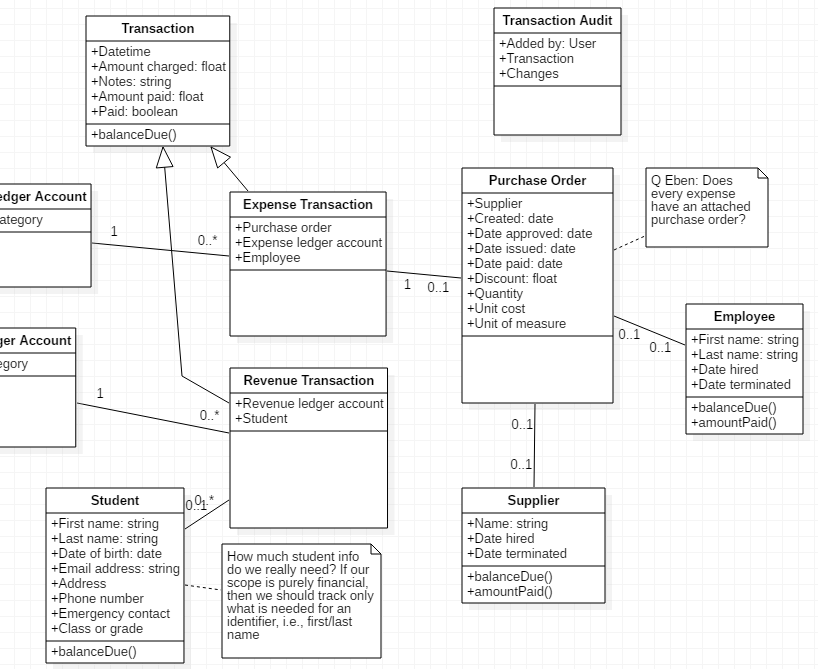 Transaction
+Datetime
+Amount charged: float
+Notes: string
+Amount paid: float
+Paid: boolean
+balanceDue()
Transaction Audit
+Added by: User
+Transaction
+Changes
edger Account
ategory
1
0..*
Expense Transaction
+Purchase order
+Expense ledger account
+Employee
1
0..1
Purchase Order
+Supplier
+Created: date
+Date approved: date
+Date issued: date
+Date paid: date
+Discount: float
+Quantity
+Unit cost
+Unit of measure
Q Eben: Does
every expense
have an attached
purchase order?
0..1
0..1
Employee
+First name: string
+Last name: string
+Date hired
+Date terminated
+balanceDue()
+amountPaid()
ger Account
egory
1
0..*
Revenue Transaction
+Revenue ledger account
+Student
0..1
0..1
Supplier
+Name: string
+Date hired
+Date terminated
+balanceDue()
+amountPaid()
0..*
0..1
Student
+First name: string
+Last name: string
+Date of birth: date
+Email address: string
+Address
+Phone number
+Emergency contact
+Class or grade
+balanceDue()
How much student info
do we really need? If our
scope is purely financial,
then we should track only
what is needed for an
identifier, i.e., first/last
name